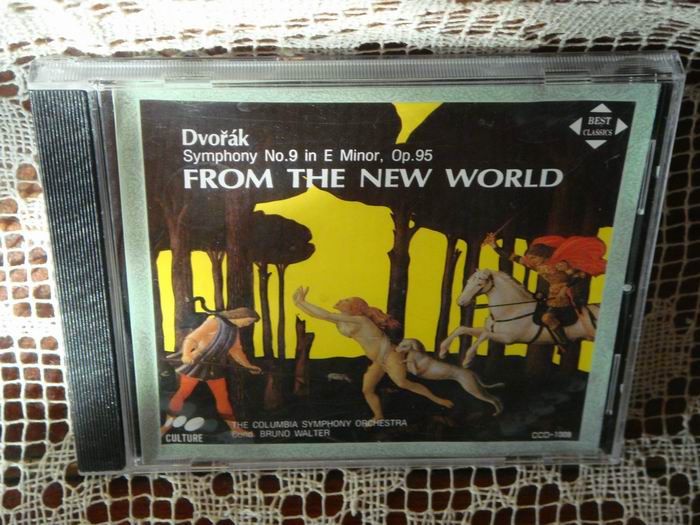 Dvořák
Symphony No.9 in E Minor, Op.95
FROM THE NEW WORLD
BEST
CLASSICS
THE COLUMBIA SYMPHONY ORCHESTRA
Cond. BRUNO WALTER
CULTURE
CCD-1009